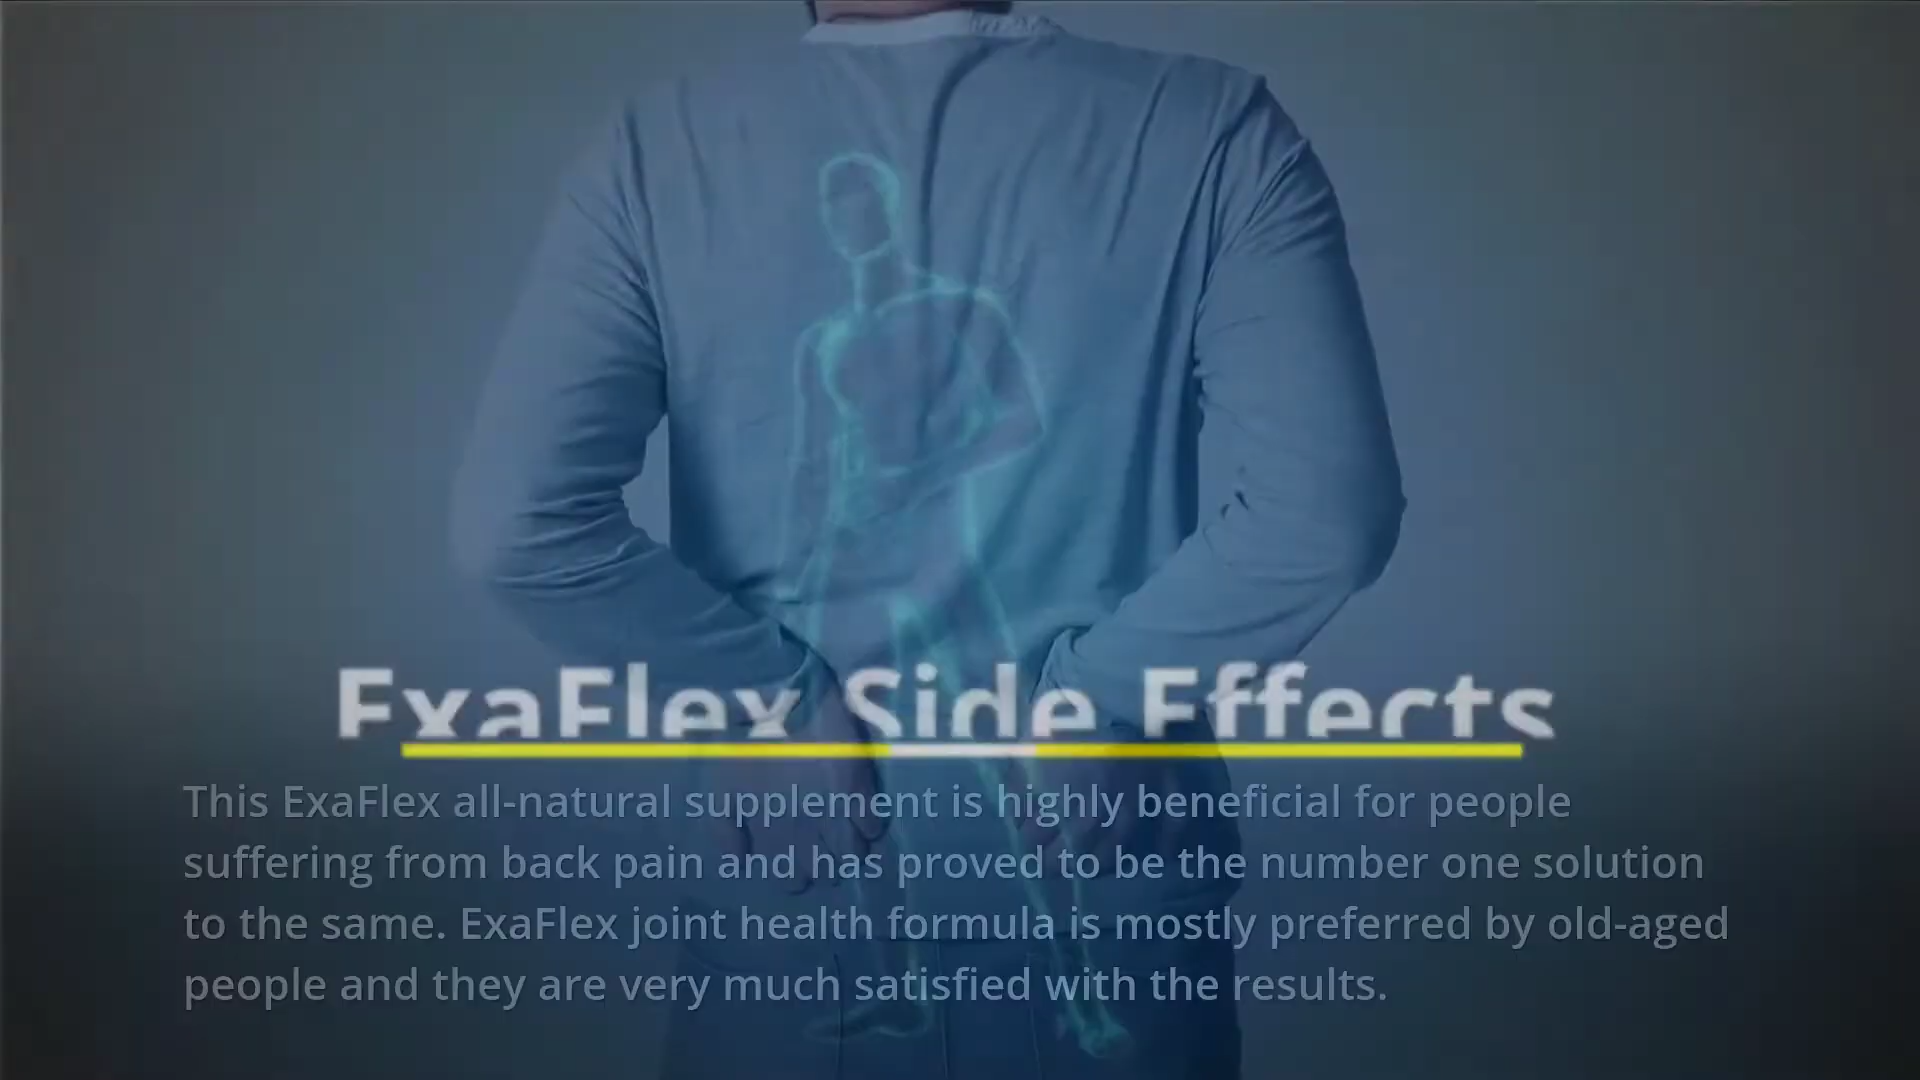 ExaFlex Side Effects
This ExaFlex all-natural supplement is highly beneficial for people
suffering from back pain and has proved to be the number one solution
to the same. ExaFlex joint health formula is mostly preferred by old-aged
people and they are very much satisfied with the results.